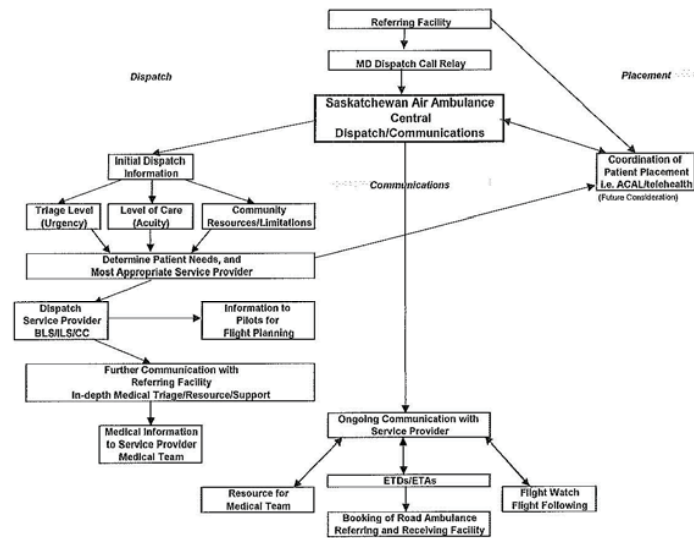 Referring Facility
Dispatch
MD Dispatch Call Relay
Placement
Saskatchewan Air Ambulance
Central
Dispatch/Communications
Initial Dispatch
Information
Coordination of
Patient Placement
i.e. ACAL/telehealth
(Future Consideration)
Communications
Triage Level
(Urgency)
Level of Care
(Acuity)
Community
Resources/Limitations
Determine Patient Needs, and
Most Appropriate Service Provider
Dispatch
Service Provider
BLS/ILS/CC
Information to
Pilots for
Flight Planning
Further Communication with
Referring Facility
In-depth Medical Triage/Resource/Support
Medical Information
to Service Provider
Medical Team
Ongoing Communication with
Service Provider
Resource for
Medical Team
ETDs/ETAs
Flight Watch
Flight Following
Booking of Road Ambulance
Referring and Receiving Facility